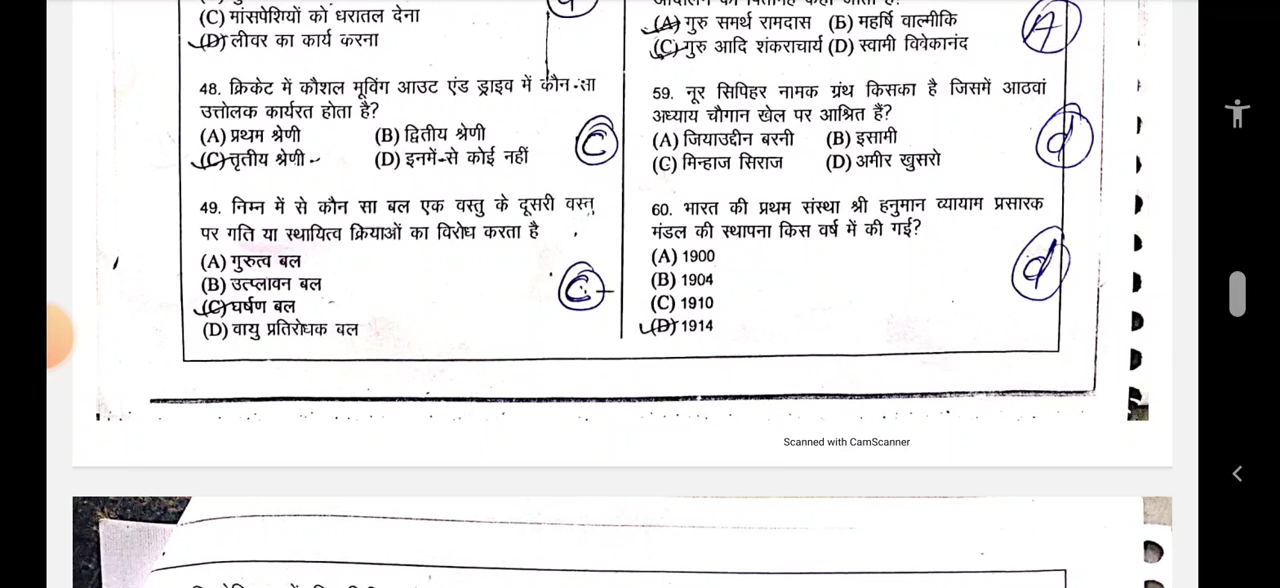 (C) मांसपेशियों को धरातल देना
(D) लीवर का कार्य करना
48. क्रिकेट में कौशल मूविंग आउट एंड ड्राइव में कौन-सा
उत्तोलक कार्यरत होता है?
(A) प्रथम श्रेणी (B) द्वितीय श्रेणी
(C) तृतीय श्रेणी (D) इनमें-से कोई नहीं
C
49. निम्न में से कौन सा बल एक वस्तु के दूसरी वस्तु
पर गति या स्थायित्व क्रियाओं का विरोध करता है
(A) गुरुत्व बल
(B) उत्प्लावन बल
(C) घर्षण बल
(D) वायु प्रतिरोधक बल
C
(A) गुरु समर्थ रामदास (B) महर्षि वाल्मीकि
(C) गुरु आदि शंकराचार्य (D) स्वामी विवेकानंद
A
59. नूर सिपिहर नामक ग्रंथ किसका है जिसमें आठवां
अध्याय चौगान खेल पर आश्रित हैं?
(A) जियाउद्दीन बरनी (B) इसामी
(C) मिन्हाज सिराज (D) अमीर खुसरो
d
60. भारत की प्रथम संस्था श्री हनुमान व्यायाम प्रसारक
मंडल की स्थापना किस वर्ष में की गई?
(A) 1900
(B) 1904
(C) 1910
(D) 1914
d
Scanned with CamScanner